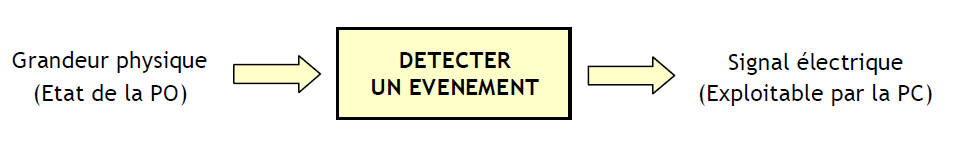 Grandeur physique
(Etat de la PO)
DETECTER
UN EVENEMENT
Signal électrique
(Exploitable par la PC)